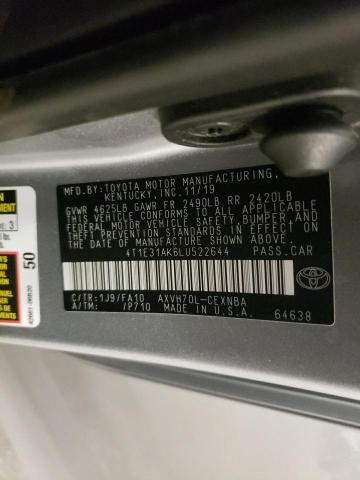 MFD.BY:TOYOTA MOTOR MANUFACTURING,
KENTUCKY, INC.11/19
GVWR 4625LB GAWR FR 2490LB RR 2420LB
THIS VEHICLE CONFORMS TO ALL APPLICABLE
FEDERAL MOTOR VEHICLE SAFETY,BUMPER,AND
THEFT PREVENTION STANDARDS IN EFFECT ON
THE DATE OF MANUFACTURE SHOWN ABOVE.
4T1E31AK6LU522644 PASS.CAR
C/TR:1J9/FA10 AXVH70L-CEXNBA
A/TM: /P710 MADE IN U.S.A.
64638
3
50